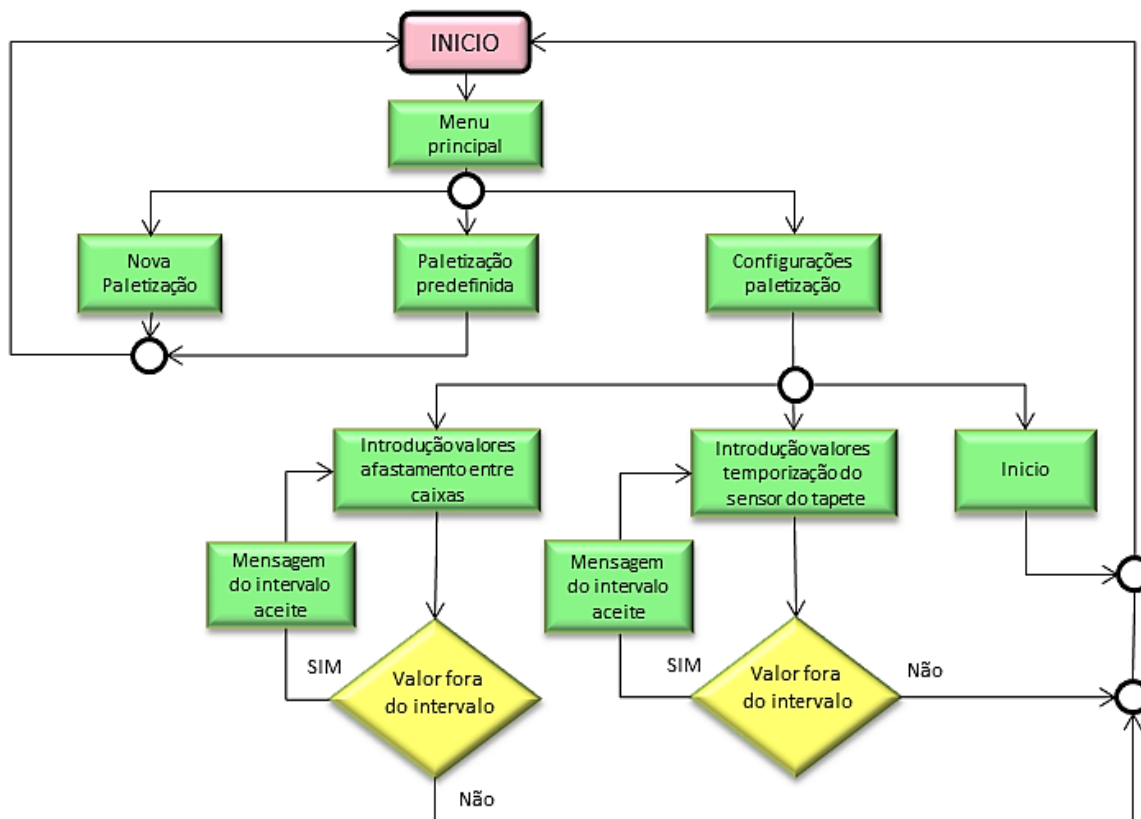 INICIO
Menu
principal
Nova
Paletização
Paletização
predefinida
Configurações
paletização
Introdução valores
afastamento entre
caixas
Introdução valores
temporização do
sensor do tapete
Inicio
Mensagem
do intervalo
aceite
Mensagem
do intervalo
aceite
SIM
Valor fora
do intervalo
SIM
Valor fora
do intervalo
Não
Não